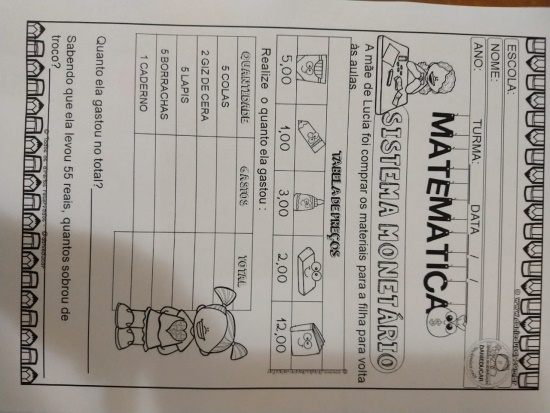 ESCOLA:
NOME:
ANO: TURMA: DATA / /
DANIEDUCAR
MATEMÁTICA
SISTEMA MONETÁRIO
A mãe de Lucia foi comprar os materiais para a filha para volta
às aulas.
TABELA DE PREÇOS
5,00 1,00 3,00 2,00 12,00
Realize o quanto ela gastou :
QUANTIDADE GASTOS TOTAL
5 COLAS
2 GIZ DE CERA
5 LAPIS
5 BORRACHAS
1 CADERNO
Quanto ela gastou no total?
Sabendo que ela levou 55 reais, quantos sobrou de
troco?